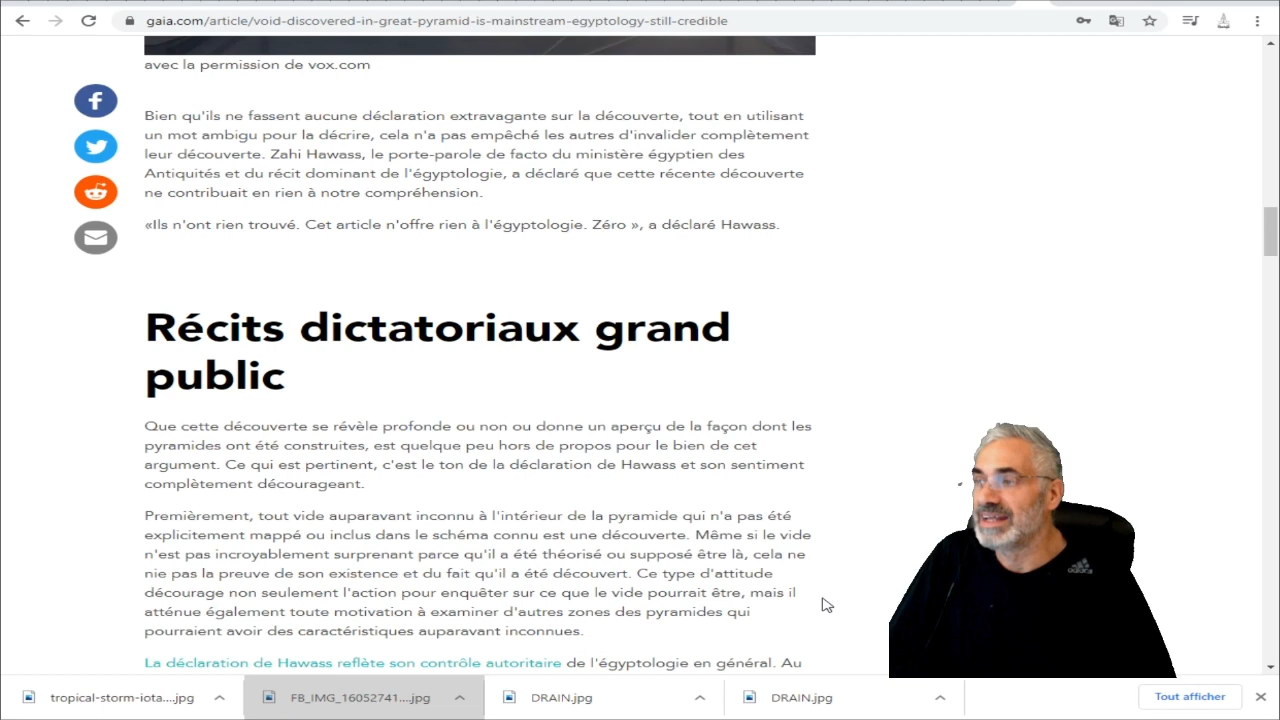 gaia.com/article/void-discovered-in-great-pyramid-is-mainstream-egyptology-still-credible
avec la permission de vox.com
Bien qu'ils ne fassent aucune déclaration extravagante sur la découverte, tout en utilisant
un mot ambigu pour la décrire, cela n'a pas empêché les autres d'invalider complètement
leur découverte. Zahi Hawass, le porte-parole de facto du ministère égyptien des
Antiquités et du récit dominant de l'égyptologie, a déclaré que cette récente découverte
ne contribuait en rien à notre compréhension.
«Ils n'ont rien trouvé. Cet article n'offre rien à l'égyptologie. Zéro », a déclaré Hawass.
Récits dictatoriaux grand
public
Que cette découverte se révèle profonde ou non ou donne un aperçu de la façon dont les
pyramides ont été construites, est quelque peu hors de propos pour le bien de cet
argument. Ce qui est pertinent, c'est le ton de la déclaration de Hawass et son sentiment
complètement décourageant.
Premièrement, tout vide auparavant inconnu à l'intérieur de la pyramide qui n'a pas été
explicitement mappé ou inclus dans le schéma connu est une découverte. Même si le vide
n'est pas incroyablement surprenant parce qu'il a été théorisé ou supposé être là, cela ne
nie pas la preuve de son existence et du fait qu'il a été découvert. Ce type d'attitude
décourage non seulement l'action pour enquêter sur ce que le vide pourrait être, mais il
atténue également toute motivation à examiner d'autres zones des pyramides qui
pourraient avoir des caractéristiques auparavant inconnues.
La déclaration de Hawass reflète son contrôle autoritaire de l'égyptologie en général. Au
adidas
tropical-storm-iota....jpg
FB_IMG_16052741....jpg
DRAIN.jpg
DRAIN.jpg
Tout afficher